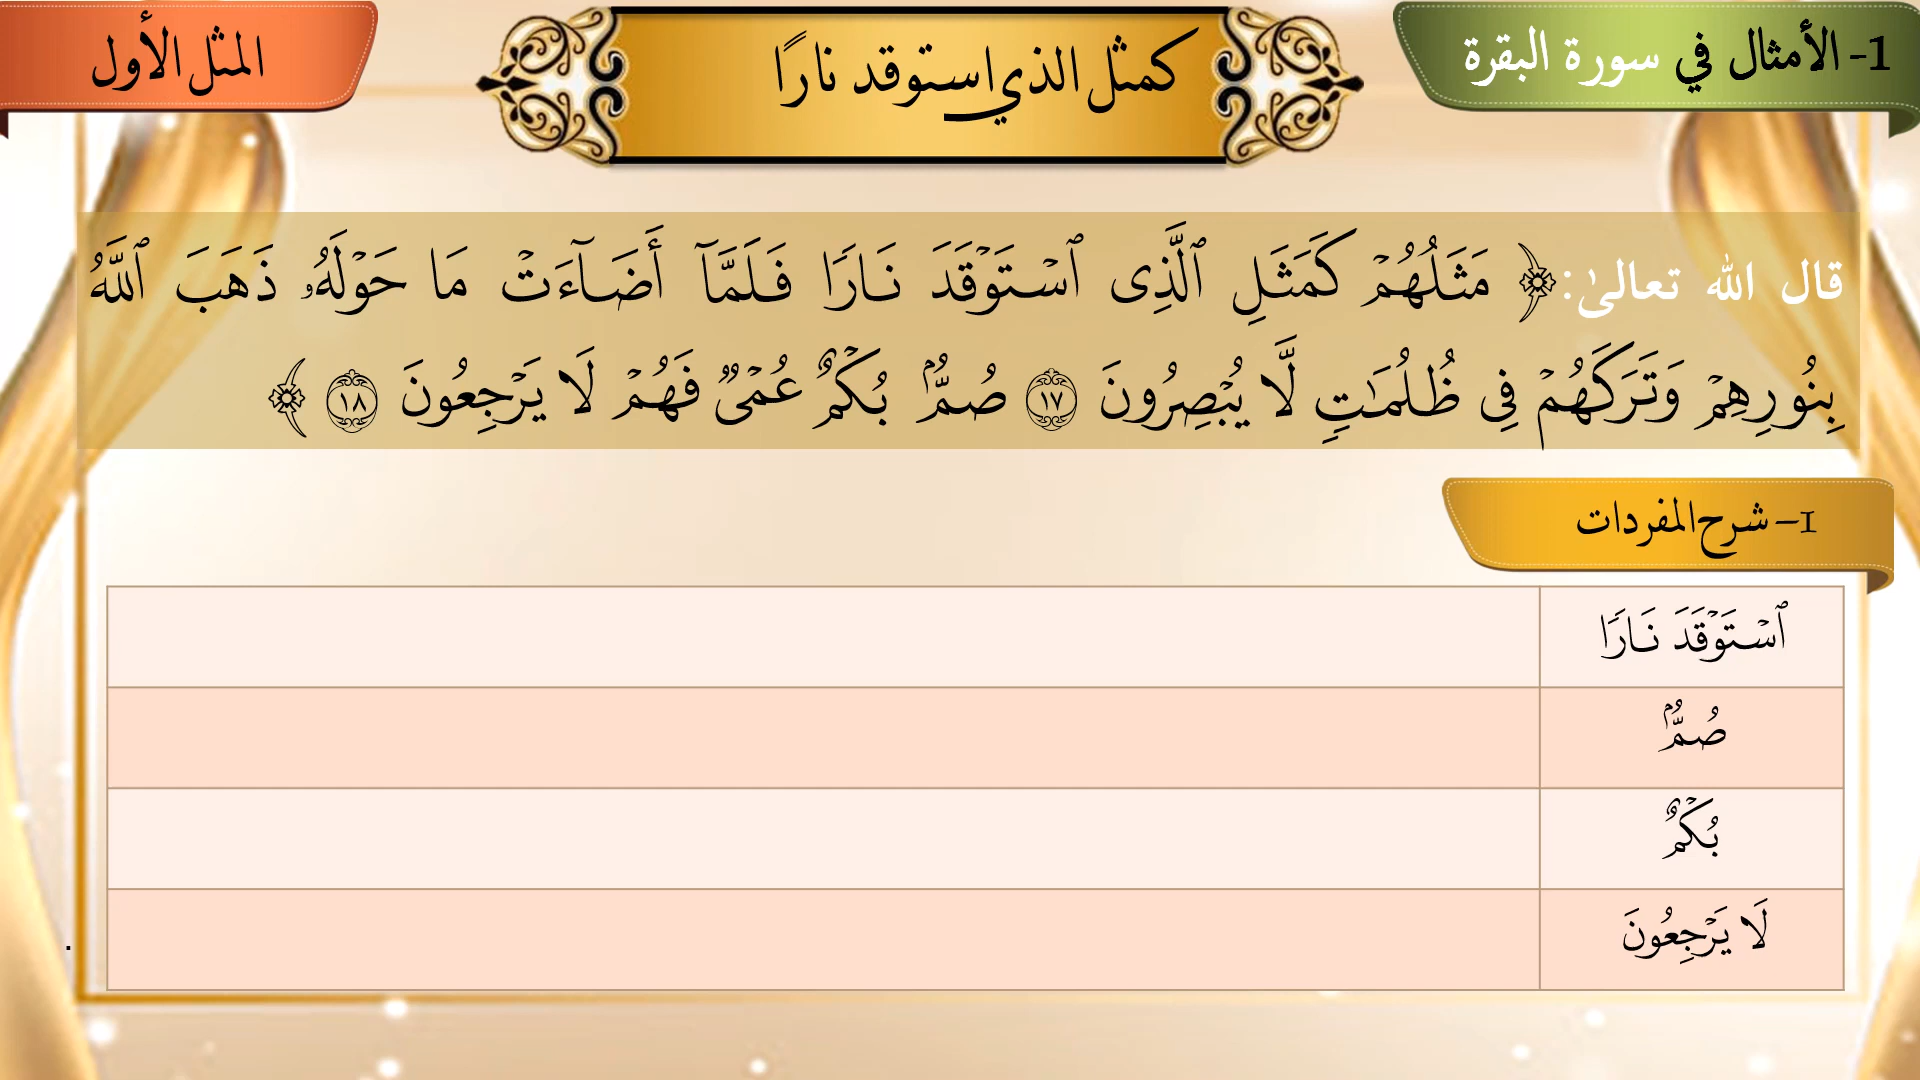 1- الأمثال في سورة البقرة
كمثل الذي استوقد نارًا
المثل الأول
قال الله تعالىٰ:﴿ مَثَلُهُمۡ كَمَثَلِ ٱلَّذِی ٱسۡتَوۡقَدَ نَارࣰا فَلَمَّاۤ أَضَاۤءَتۡ مَا حَوۡلَهُۥ ذَهَبَ ٱللَّهُ
بِنُورِهِمۡ وَتَرَكَهُمۡ فِی ظُلُمَـٰتࣲ لَّا یُبۡصِرُونَ ١٧ صُمُّۢ بُكۡمٌ عُمۡیࣱ فَهُمۡ لَا یَرۡجِعُونَ ١٨ ﴾
1– شرح المفردات
ٱسۡتَوۡقَدَ نَارࣰا
صُمُّۢ
بُكۡمٌ
لَا یَرۡجِعُونَ
.